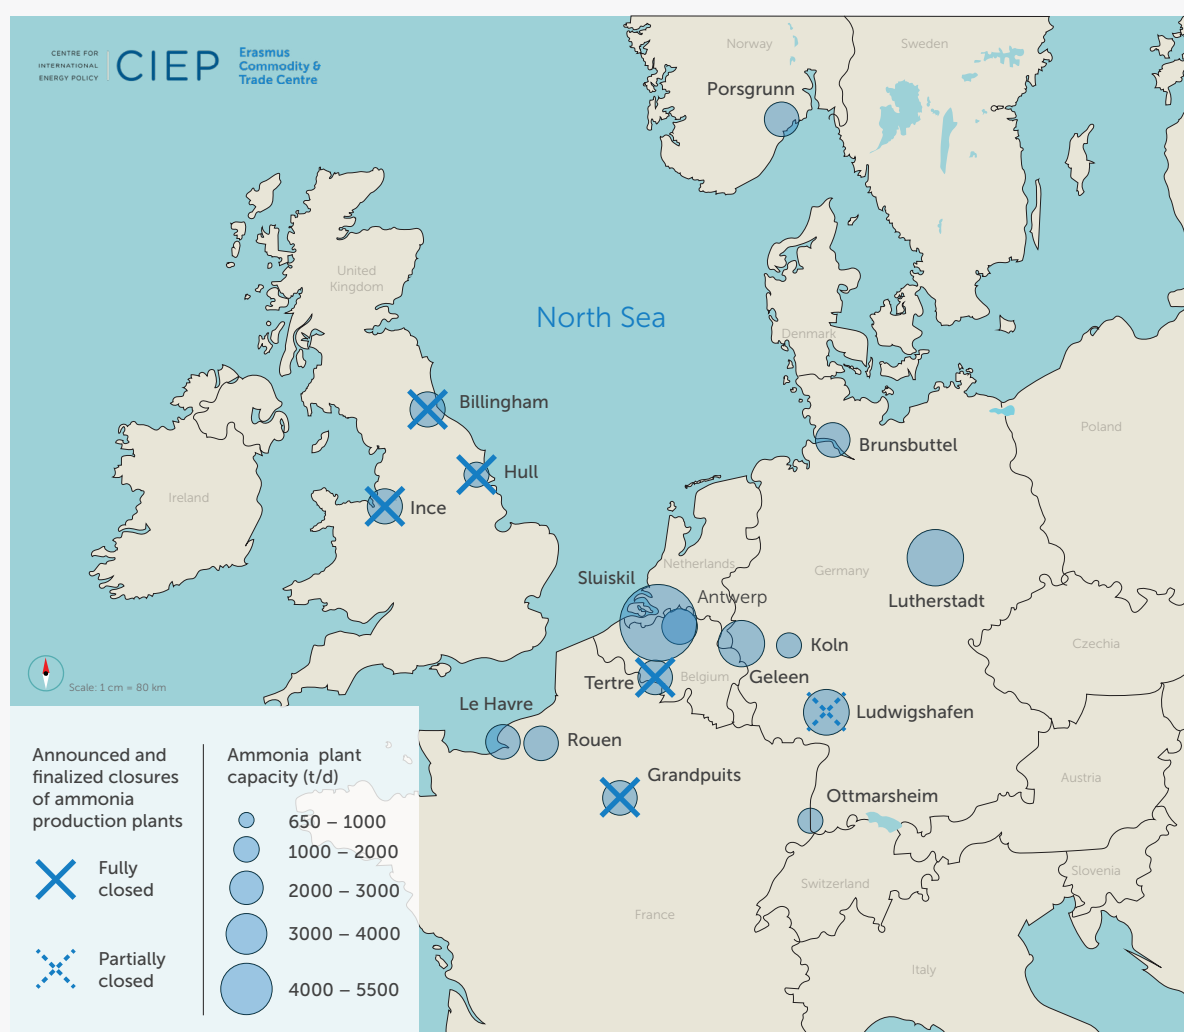 CENTRE FOR
INTERNATIONAL
ENERGY POLICY
CIEP
Erasmus
Commodity &
Trade Centre
Norway
Sweden
Porsgrunn
United
Kingdom
North Sea
Denmark
Billingham
Poland
Brunsbuttel
Hull
Ireland
Ince
Netherlands
Germany
Sluiskil
Antwerp
Lutherstadt
Koln
Czechia
Belgium
Geleen
Tertre
Scale: 1 cm = 80 km
Le Havre
Ludwigshafen
Rouen
Grandpuits
Austria
Ottmarsheim
Slovenia
Switzerland
France
Italy
Announced and
finalized closures
of ammonia
production plants
Fully
closed
Partially
closed
Ammonia plant
capacity (t/d)
650 – 1000
1000 – 2000
2000 – 3000
3000 – 4000
4000 – 5500